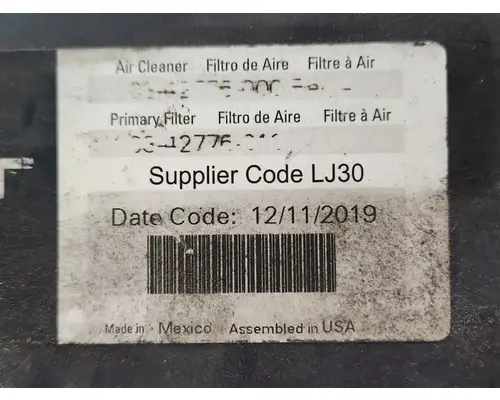 Air Cleaner Filtro de Aire Filtre à Air
Primary Filter Filtro de Aire Filtre à Air
Supplier Code LJ30
Date Code: 12/11/2019
Made in Mexico Assembled in USA